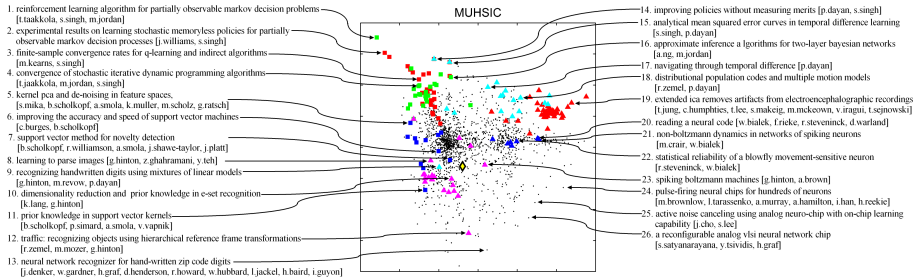 MUHSIC
1. reinforcement learning algorithm for partially observable markov decision problems
[t.taakkola, s.singh, m.jordan]
2. experimental results on learning stochastic memoryless policies for partially
observable markov decision processes [j.williams, s.singh]
3. finite-sample convergence rates for q-learning and indirect algorithms
[m.kearns, s.singh]
4. convergence of stochastic iterative dynamic programming algorithms
[t.jaakkola, m.jordan, s.singh]
5. kernel pca and de-noising in feature spaces,
[s.mika, b.scholkopf, a.smola, k.muller, m.scholz, g.ratsch]
6. improving the accuracy and speed of support vector machines
[c.burges, b.scholkopf]
7. support vector method for novelty detection
[b.scholkopf, r.williamson, a.smola, j.shawe-taylor, j.platt]
8. learning to parse images [g.hinton, z.ghahramani, y.teh]
9. recognizing handwritten digits using mixtures of linear models
[g.hinton, m.revow, p.dayan]
10. dimensionality reduction and prior knowledge in e-set recognition
[k.lang, g.hinton]
11. prior knowledge in support vector kernels
[b.scholkopf, p.simard, a.smola, v.vapnik]
12. traffic: recognizing objects using hierarchical reference frame transformations
[r.zemel, m.mozer, g.hinton]
13. neural network recognizer for hand-written zip code digits
[j.denker, w.gardner, h.graf, d.henderson, r.howard, w.hubbard, l.jackel, h.baird, i.guyon]
14. improving policies without measuring merits [p.dayan, s.singh]
15. analytical mean squared error curves in temporal difference learning
[s.singh, p.dayan]
16. approximate inference a lgorithms for two-layer bayesian networks
[a.ng, m.jordan]
17. navigating through temporal difference [p.dayan]
18. distributional population codes and multiple motion models
[r.zemel, p.dayan]
19. extended ica removes artifacts from electroencephalographic recordings
[t.jung, c.humphties, t.lee, s.makeig, m.mckeown, v.iragui, t.sejnowski]
20. reading a neural code [w.bialek, f.rieke, r.steveninck, d.warland]
21. non-boltzmann dynamics in networks of spiking neurons
[m.crair, w.bialek]
22. statistical reliability of a blowfly movement-sensitive neuron
[r.steveninck, w.bialek]
23. spiking boltzmann machines [g.hinton, a.brown]
24. pulse-firing neural chips for hundreds of neurons
[m.brownlow, l.tarassenko, a.murray, a.hamilton, i.han, h.reekie]
25. active noise canceling using analog neuro-chip with on-chip learning
capability [j.cho, s.lee]
26. a reconfigurable analog vlsi neural network chip
[s.satyanarayana, y.tsividis, h.graf]